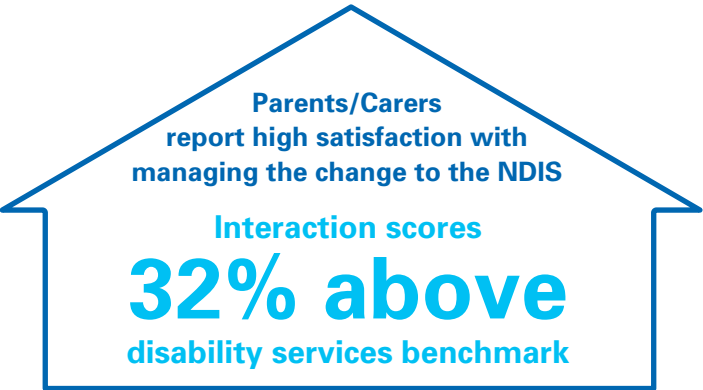 Parents/Carers
report high satisfaction with
managing the change to the NDIS
Interaction scores
32% above
disability services benchmark